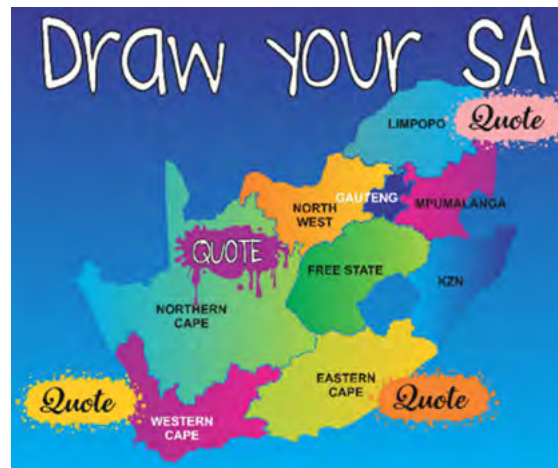 Draw your SA
LIMPOPO
Quote
GAUTENG
MPUMALANGA
NORTH
WEST
QUOTE
FREE STATE
KZN
NORTHERN
CAPE
EASTERN
CAPE
Quote
Quote
WESTERN
CAPE